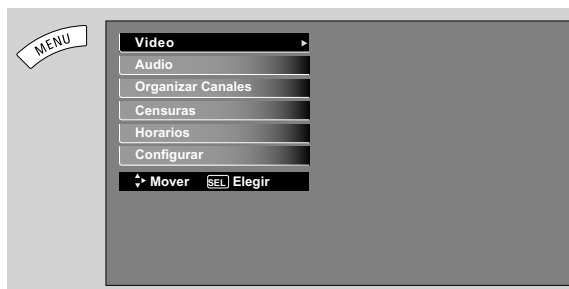 MENU
Video
Audio
Organizar Canales
Censuras
Horarios
Configurar
Mover SEL Elegir